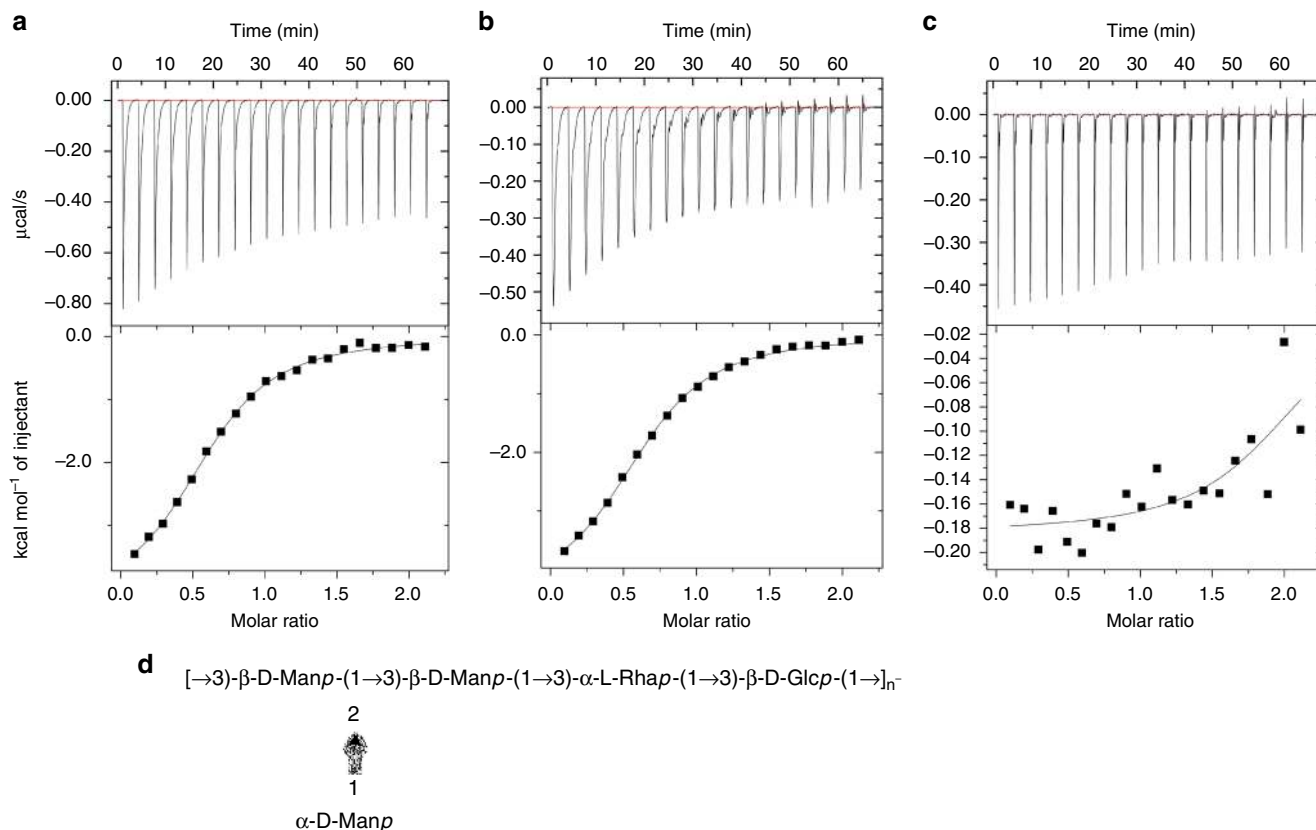 a
Time (min)
0 10 20 30 40 50 60
0.00
−0.20
−0.40
−0.60
−0.80
μcal/s
0.0
−2.0
kcal mol−1 of injectant
0.0 0.5 1.0 1.5 2.0
Molar ratio
b
Time (min)
0 10 20 30 40 50 60
0.00
−0.10
−0.20
−0.30
−0.40
−0.50
0.0
−2.0
0.0 0.5 1.0 1.5 2.0
Molar ratio
c
Time (min)
0 10 20 30 40 50 60
0.00
−0.10
−0.20
−0.30
−0.40
−0.02
−0.04
−0.06
−0.08
−0.10
−0.12
−0.14
−0.16
−0.18
−0.20
0.0 0.5 1.0 1.5 2.0
Molar ratio
d
[→3)-β-D-Manp-(1→3)-β-D-Manp-(1→3)-α-L-Rhap-(1→3)-β-D-Glcp-(1→]n−
2
1
α-D-Manp